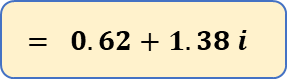 = 0.62 + 1.38 i